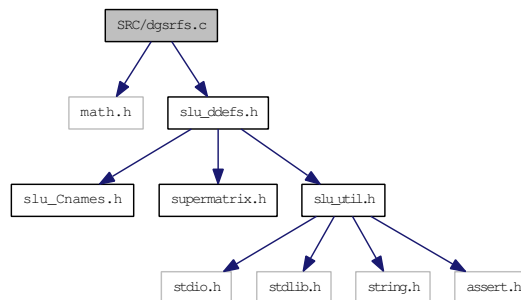 SRC/dgsrfs.c
math.h
slu_ddefs.h
slu_Cnames.h
supermatrix.h
slu_util.h
stdio.h
stdlib.h
string.h
assert.h